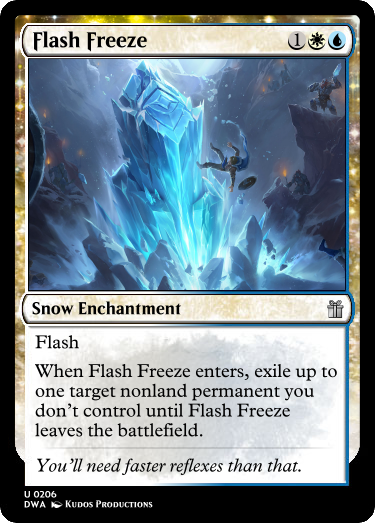 Flash Freeze 1
Snow Enchantment
Flash
When Flash Freeze enters, exile up to
one target nonland permanent you
don't control until Flash Freeze
leaves the battlefield.
You'll need faster reflexes than that.
U 0206
DWA Kudos Productions